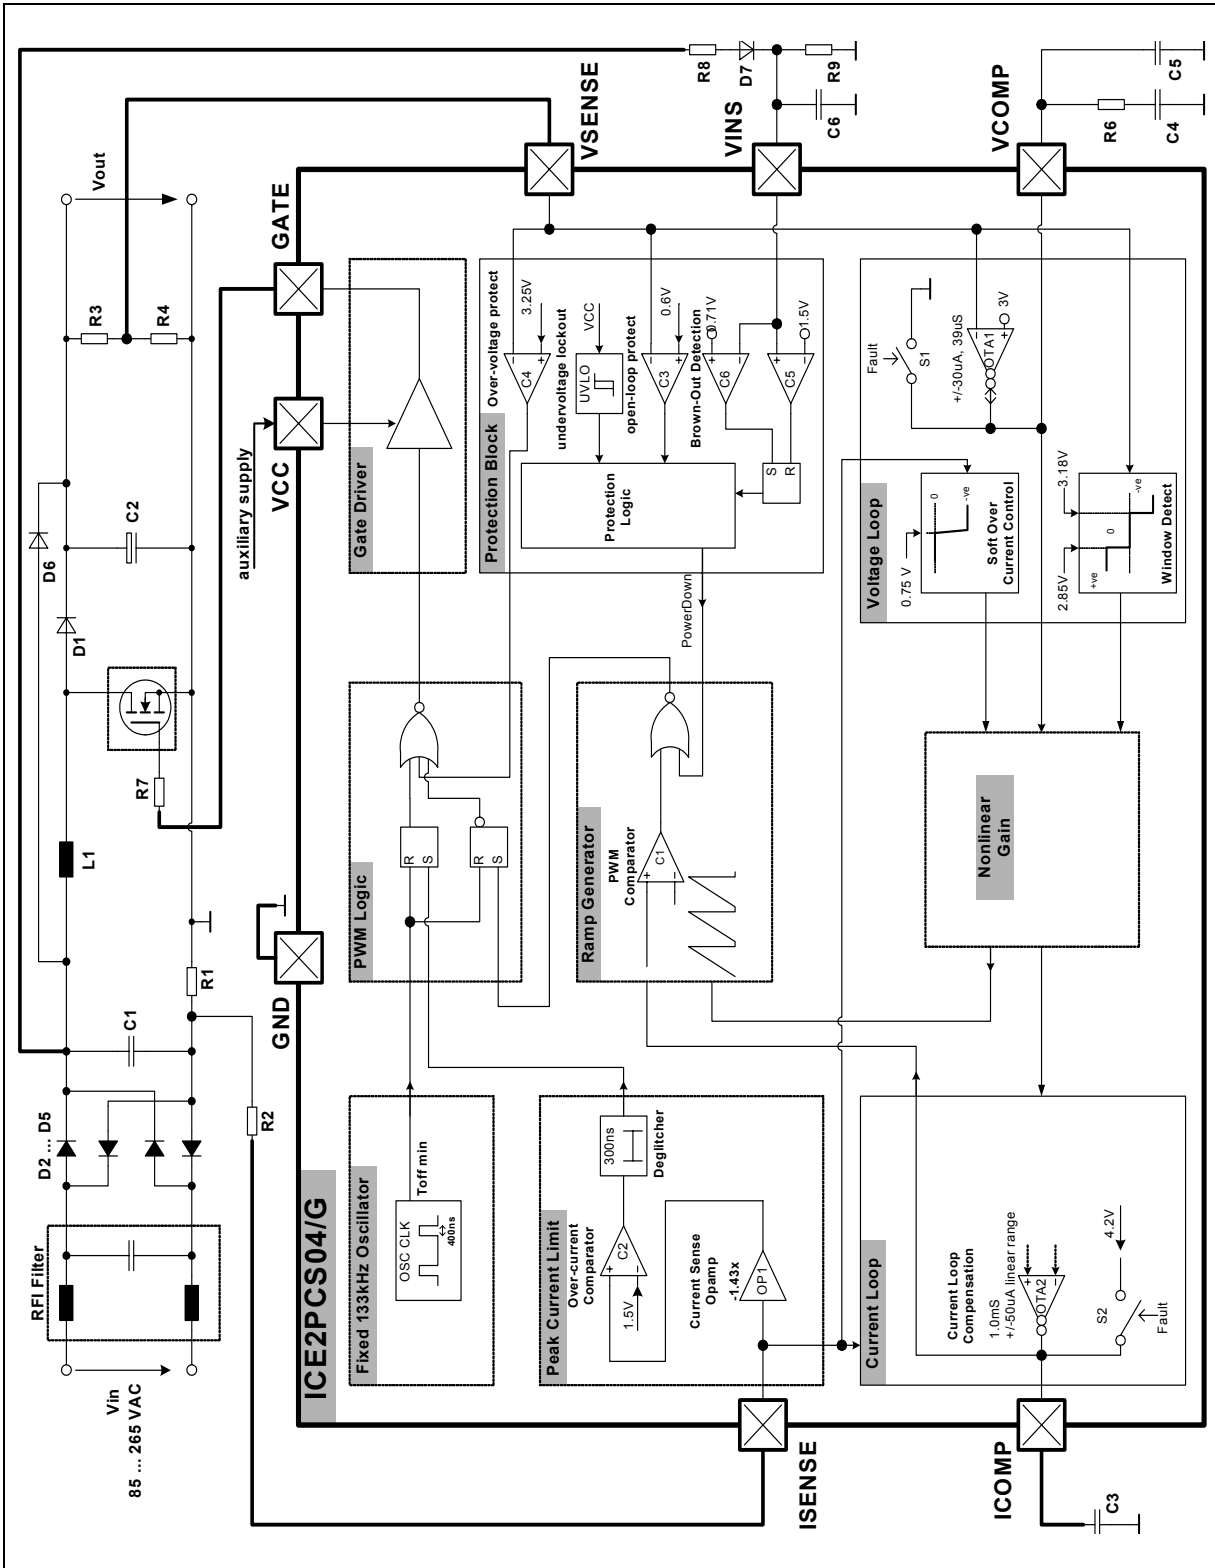 Vin
85 ... 265 VAC
RFI Filter
D2 ... D5
C1
R1
R2
L1
R7
D1
D6
C2
R3
R4
Vout
auxiliary supply
GND
VCC
GATE
VSENSE
VINS
VCOMP
ISENSE
ICOMP
R8
D7
R9
C6
C5
R6
C4
C3
ICE2PCS04/G
Fixed 133kHz Oscillator
OSC CLK
400ns
Toff min
PWM Logic
R
S
R
S
Gate Driver
Peak Current Limit
Over-current
Comparator
1.5V
+
−
C2
300ns
Deglitcher
Current Sense
Opamp
-1.43x
OP1
Ramp Generator
PWM
Comparator
+
−
C1
PowerDown
Protection Block
Over-voltage protect
3.25V
−
+
C4
undervoltage lockout
VCC
UVLO
open-loop protect
0.6V
−
+
C3
Brown-Out Detection
0.71V
+
−
C6
1.5V
+
−
C5
S
R
Protection
Logic
Current Loop
Current Loop
Compensation
1.0mS
+/-50uA linear range
+
−
OTA2
S2
Fault
4.2V
Nonlinear
Gain
Voltage Loop
0.75 V
0
-ve
Soft Over
Current Control
Fault
S1
+/-30uA, 39uS
−
+
OTA1
3V
2.85V
3.18V
+ve
0
-ve
Window Detect